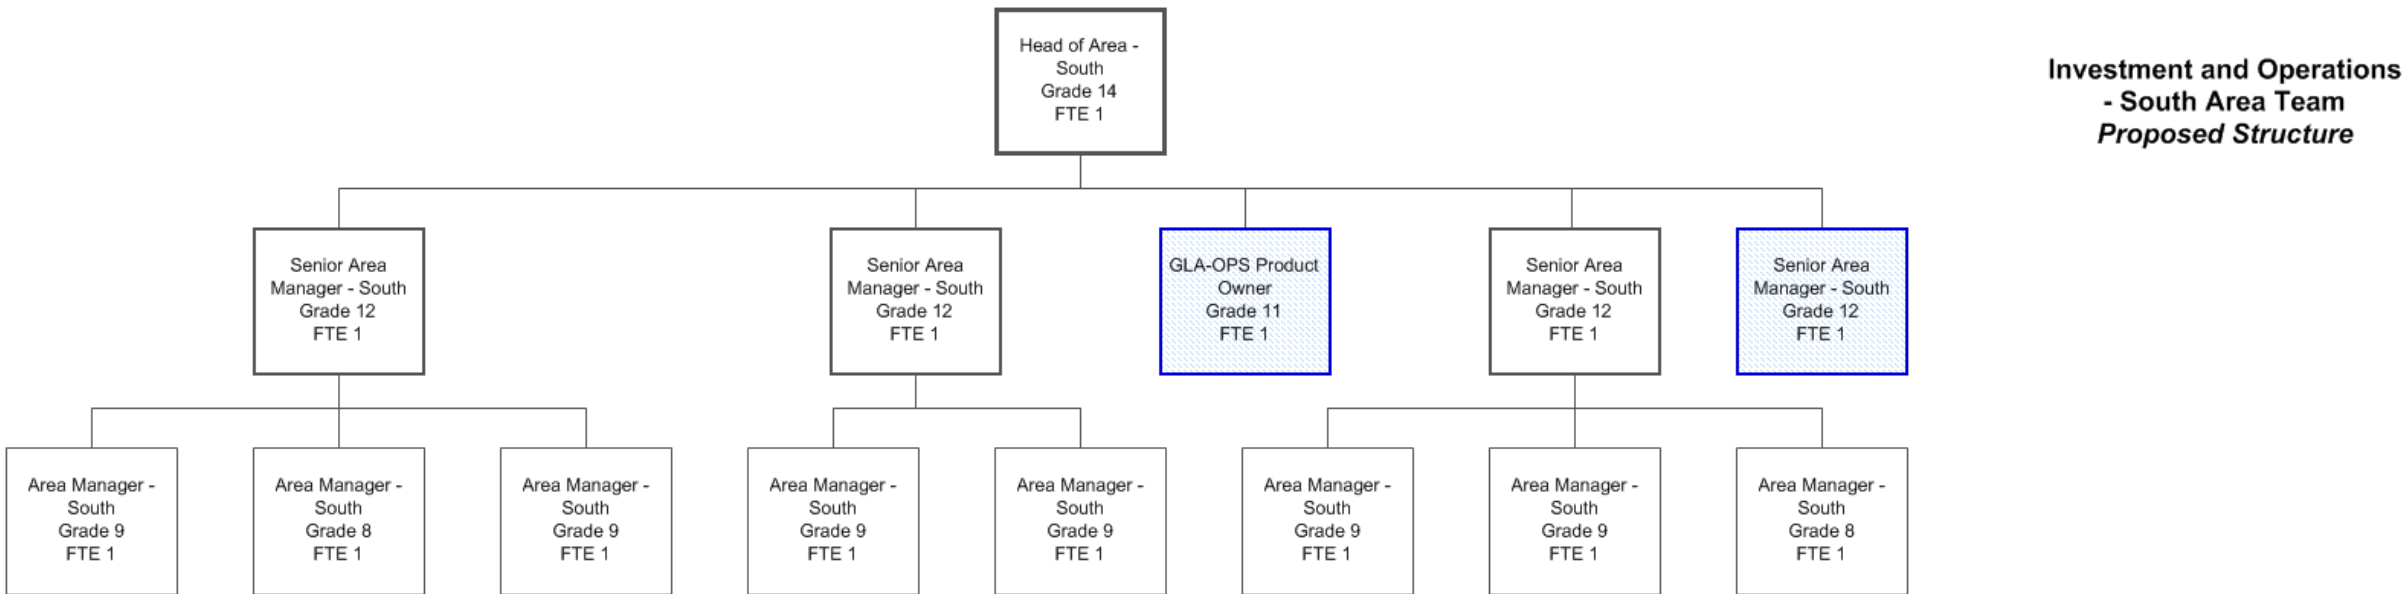 Head of Area -
South
Grade 14
FTE 1
Investment and Operations
- South Area Team
Proposed Structure
Senior Area
Manager - South
Grade 12
FTE 1
Senior Area
Manager - South
Grade 12
FTE 1
GLA-OPS Product
Owner
Grade 11
FTE 1
Senior Area
Manager - South
Grade 12
FTE 1
Senior Area
Manager - South
Grade 12
FTE 1
Area Manager -
South
Grade 9
FTE 1
Area Manager -
South
Grade 8
FTE 1
Area Manager -
South
Grade 9
FTE 1
Area Manager -
South
Grade 9
FTE 1
Area Manager -
South
Grade 9
FTE 1
Area Manager -
South
Grade 9
FTE 1
Area Manager -
South
Grade 9
FTE 1
Area Manager -
South
Grade 8
FTE 1